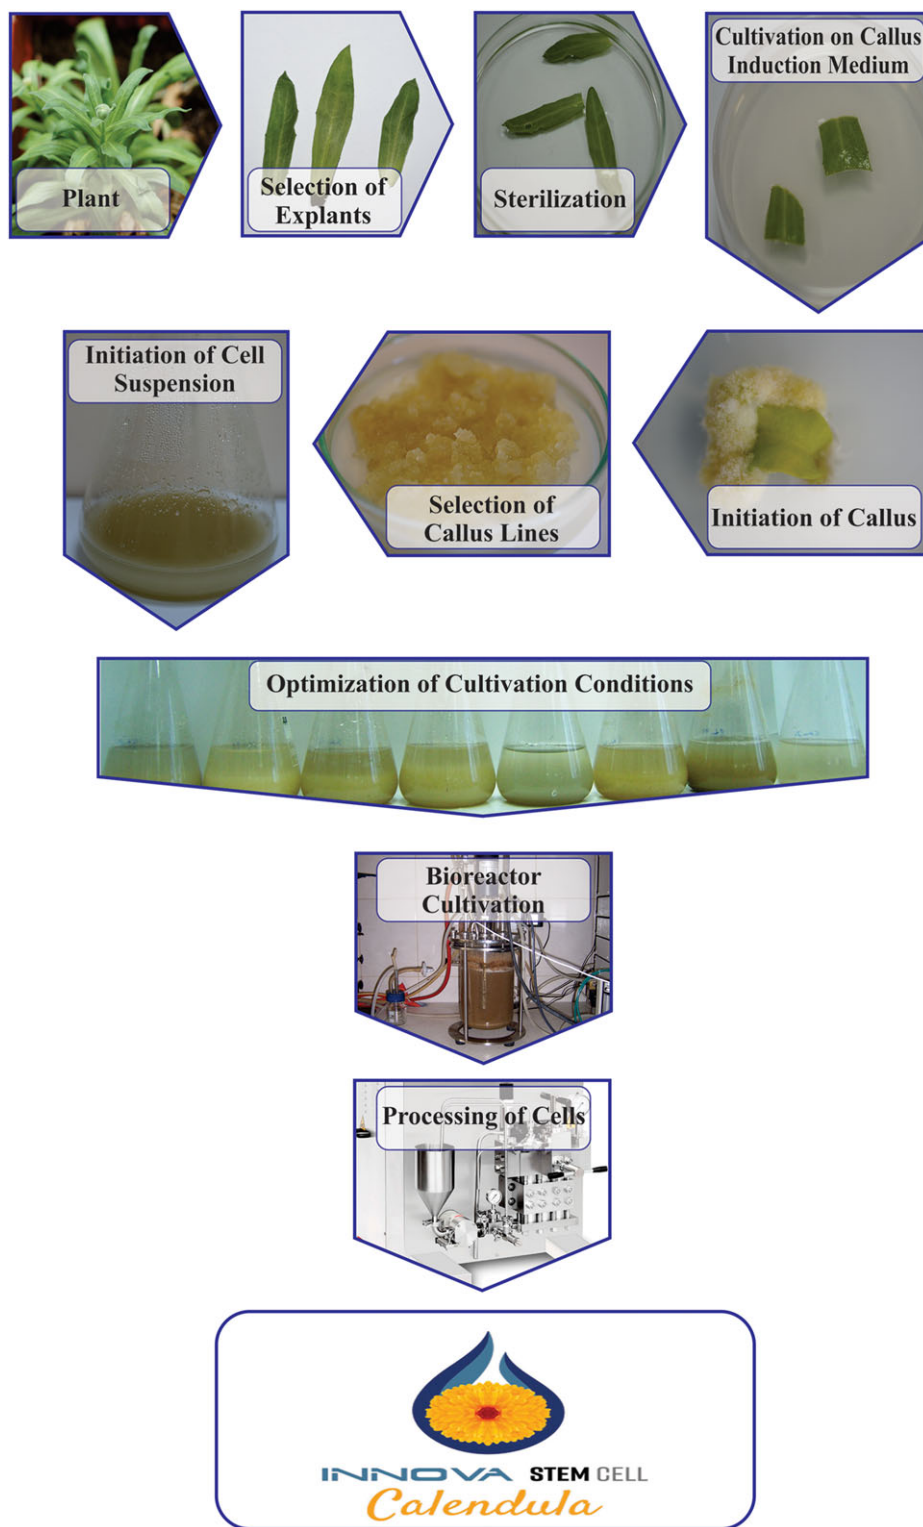 Plant
Selection of
Explants
Sterilization
Cultivation on Callus
Induction Medium
Initiation of Callus
Selection of
Callus Lines
Initiation of Cell
Suspension
Optimization of Cultivation Conditions
Bioreactor
Cultivation
Processing of Cells
INNOVA STEM CELL
Calendula